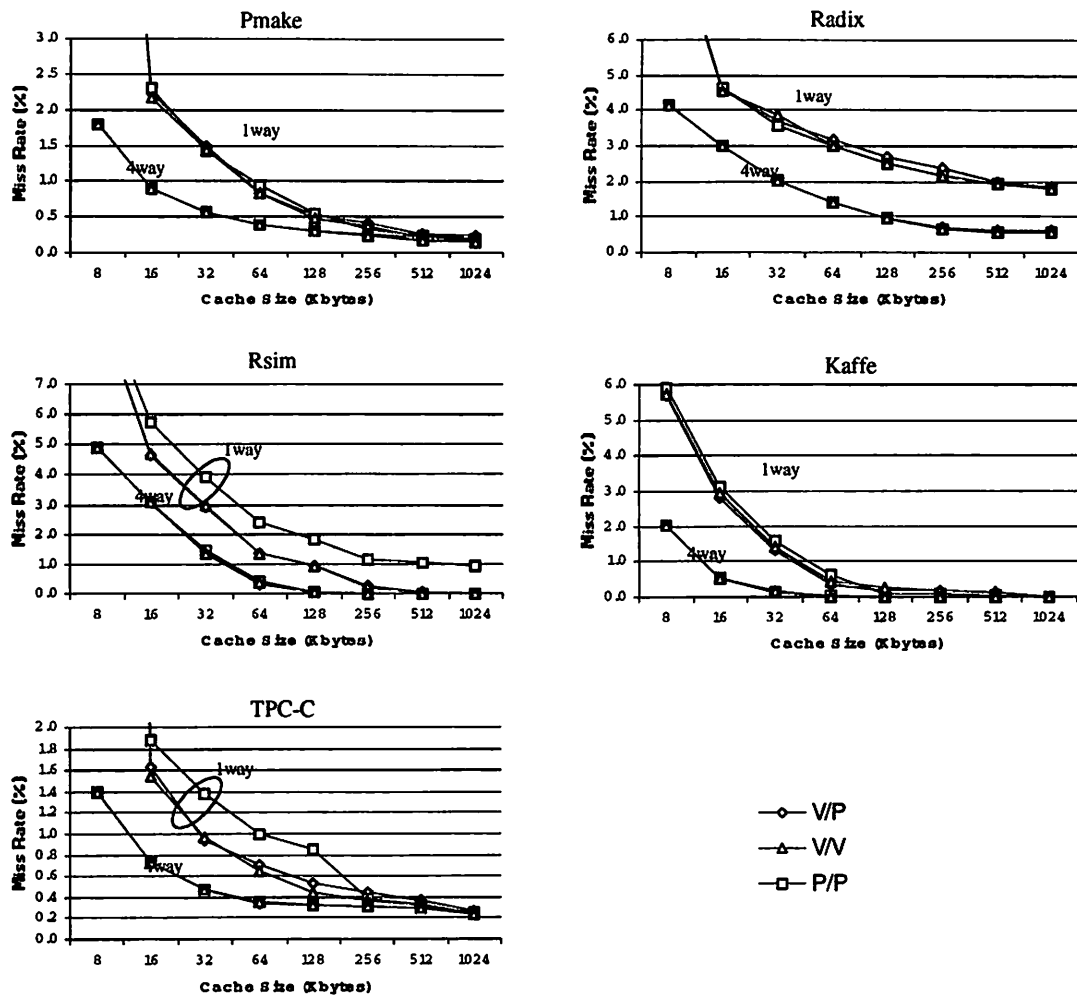 Pmake
3.0
2.5
2.0
1.5
1.0
0.5
0.0
Miss Rate (%)
1way
4way
8 16 32 64 128 256 512 1024
Cache Size (Kbytes)
Radix
6.0
5.0
4.0
3.0
2.0
1.0
0.0
Miss Rate (%)
1way
4way
8 16 32 64 128 256 512 1024
Cache Size (Kbytes)
Rsim
7.0
6.0
5.0
4.0
3.0
2.0
1.0
0.0
Miss Rate (%)
1way
4way
8 16 32 64 128 256 512 1024
Cache Size (Kbytes)
Kaffe
6.0
5.0
4.0
3.0
2.0
1.0
0.0
Miss Rate (%)
1way
4way
8 16 32 64 128 256 512 1024
Cache Size (Kbytes)
TPC-C
2.0
1.8
1.6
1.4
1.2
1.0
0.8
0.6
0.4
0.2
0.0
Miss Rate (%)
1way
4way
8 16 32 64 128 256 512 1024
Cache Size (Kbytes)
V/P
V/V
P/P